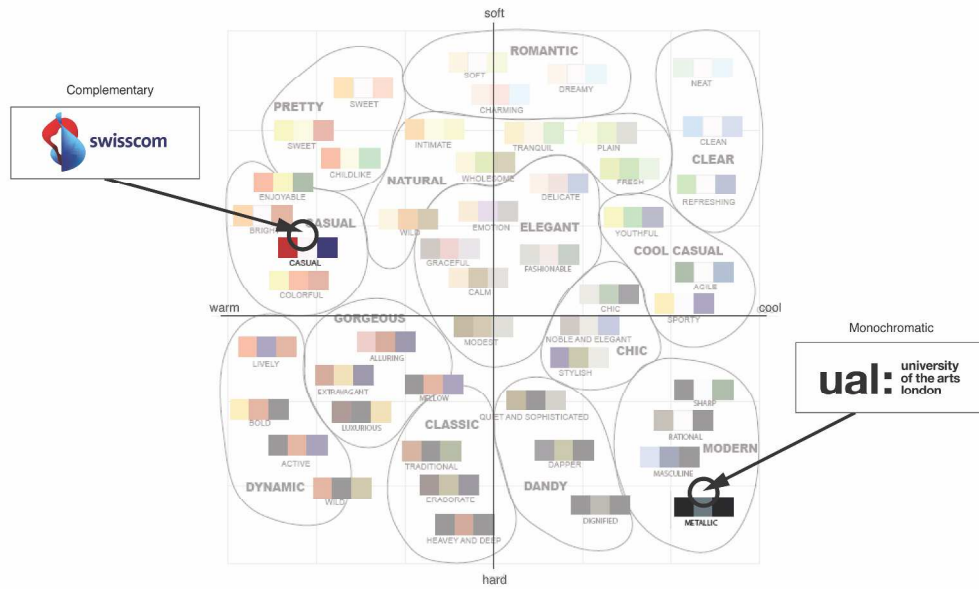 soft
ROMANTIC
SOFT
DREAMY
CHARMING
NEAT
CLEAN
CLEAR
REFRESHING
Complementary
swisscom
PRETTY
SWEET
SWEET
CHILDLIKE
INTIMATE
TRANQUIL
PLAIN
NATURAL
WHOLESOME
FRESH
WILD
ENJOYABLE
BRIGH
CASUAL
CASUAL
COLORFUL
DELICATE
EMOTION
ELEGANT
GRACEFUL
FASHIONABLE
CALM
YOUTHFUL
COOL CASUAL
AGILE
SPORTY
CHIC
warm
cool
GORGEOUS
ALLURING
EXTRAVAGANT
MELLOW
LUXURIOUS
MODEST
NOBLE AND ELEGANT
CHIC
STYLISH
Monochromatic
ual:
university
of the arts
london
LIVELY
BOLD
ACTIVE
DYNAMIC
WILD
CLASSIC
TRADITIONAL
ERABORATE
HEAVEY AND DEEP
QUIET AND SOPHISTICATED
DAPPER
DANDY
DIGNIFIED
SHARP
RATIONAL
MODERN
MASCULINE
METALLIC
hard